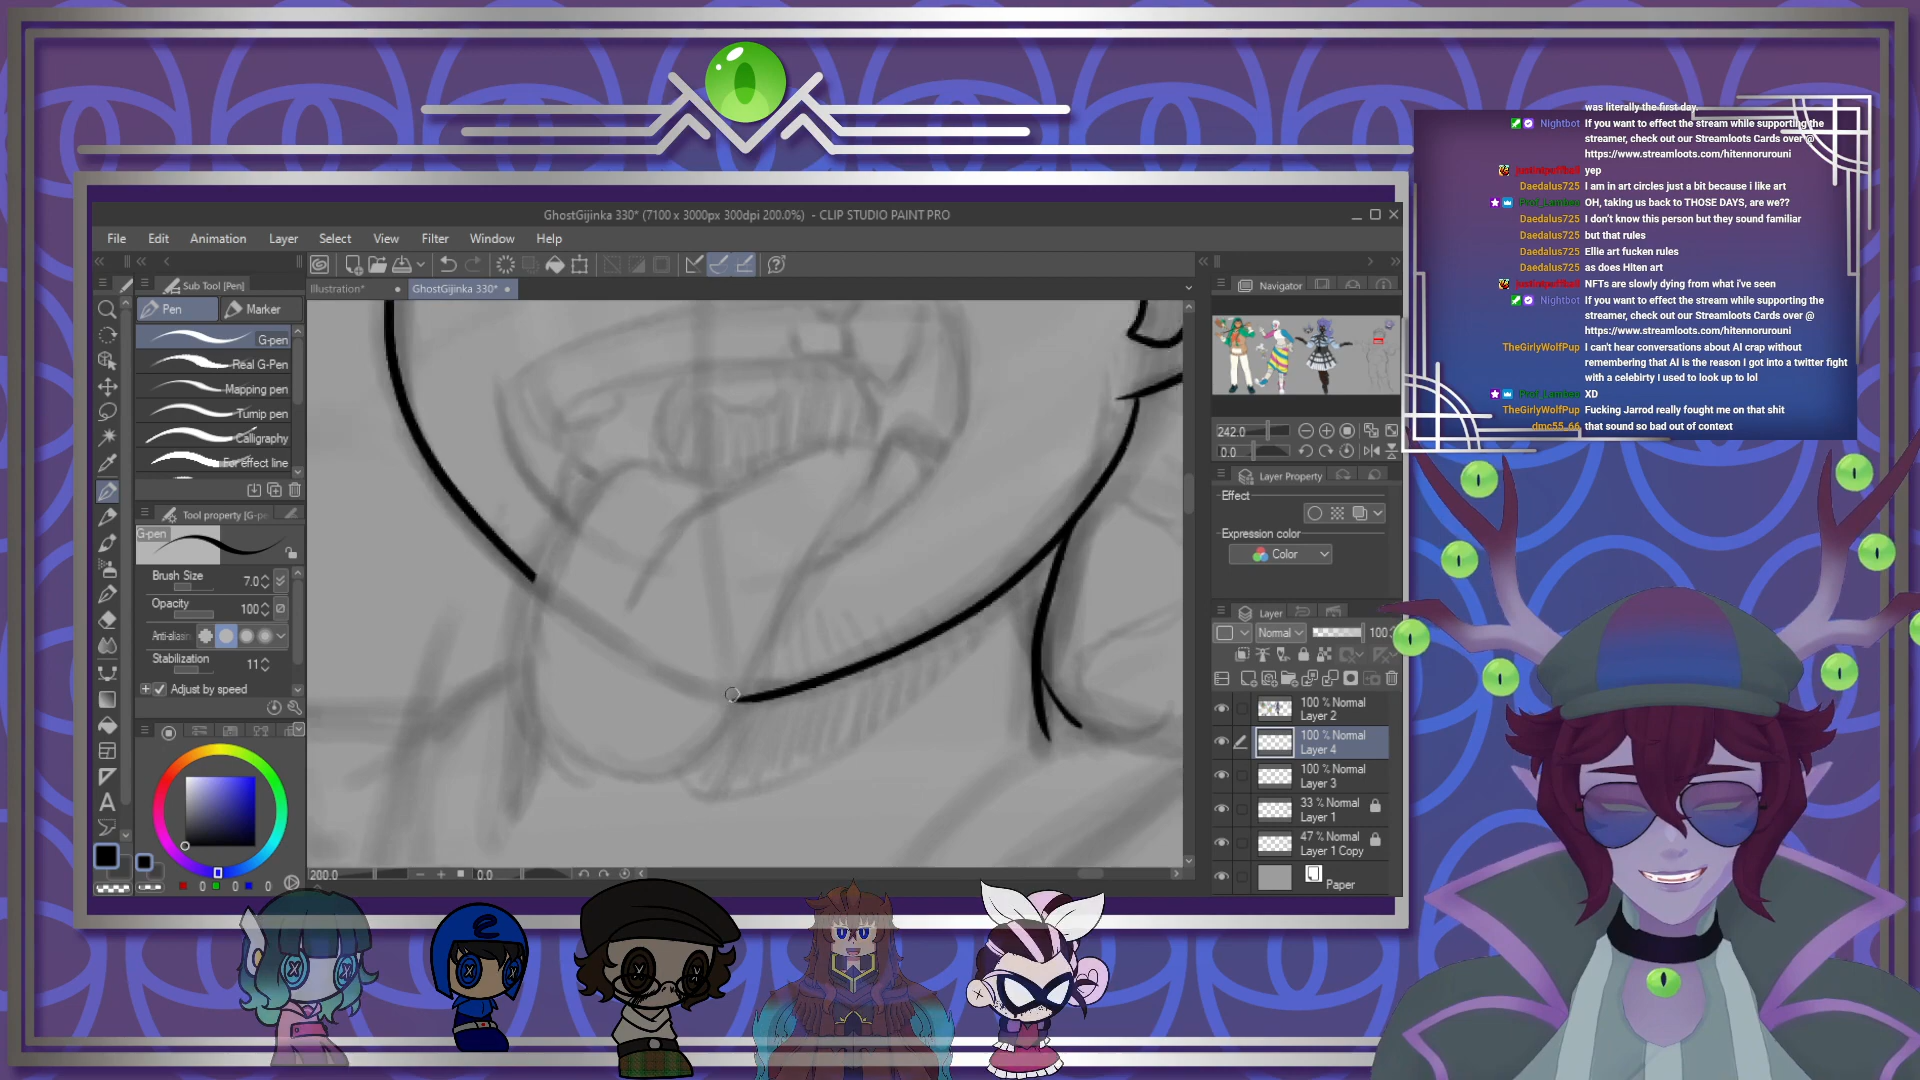 was literally the first day.
Nightbot If you want to effect the stream while supporting the
streamer, check out our Streamloots Cards over @
https://www.streamloots.com/hitennorurouni
yep
Daedalus725 I am in art circles just a bit because i like art
OH, taking us back to THOSE DAYS, are we??
Daedalus725 I don't know this person but they sound familiar
Daedalus725 but that rules
Daedalus725 Ellie art fucken rules
Daedalus725 as does Hiten art
NFTs are slowly dying from what i've seen
Nightbot If you want to effect the stream while supporting the
streamer, check out our Streamloots Cards over @
https://www.streamloots.com/hitennorurouni
TheGirlyWolfPup I can't hear conversations about AI crap without
remembering that AI is the reason I got into a twitter fight
with a celebirty I used to look up to lol
XD
TheGirlyWolfPup Fucking Jarrod really fought me on that shit
dmc55_66 that sound so bad out of context
GhostGijinka 330* (7100 x 3000px 300dpi 200.0%) - CLIP STUDIO PAINT PRO
File Edit Animation Layer Select View Filter Window Help
Sub Tool [Pen]
Illustration* GhostGijinka 330*
Navigator
Pen Marker
G-pen
Real G-Pen
Mapping pen
Turnip pen
Calligraphy
For effect line
Tool property [G-pe
G-pen
Brush Size 7.0
Opacity 100
Anti-aliasin
Stabilization 11
Adjust by speed
0 0 0
200.0 0.0
242.0
0.0
Layer Property
Effect
Expression color
Color
Layer
Normal 100
100 % Normal
Layer 2
100 % Normal
Layer 4
100 % Normal
Layer 3
33 % Normal
Layer 1
47 % Normal
Layer 1 Copy
Paper